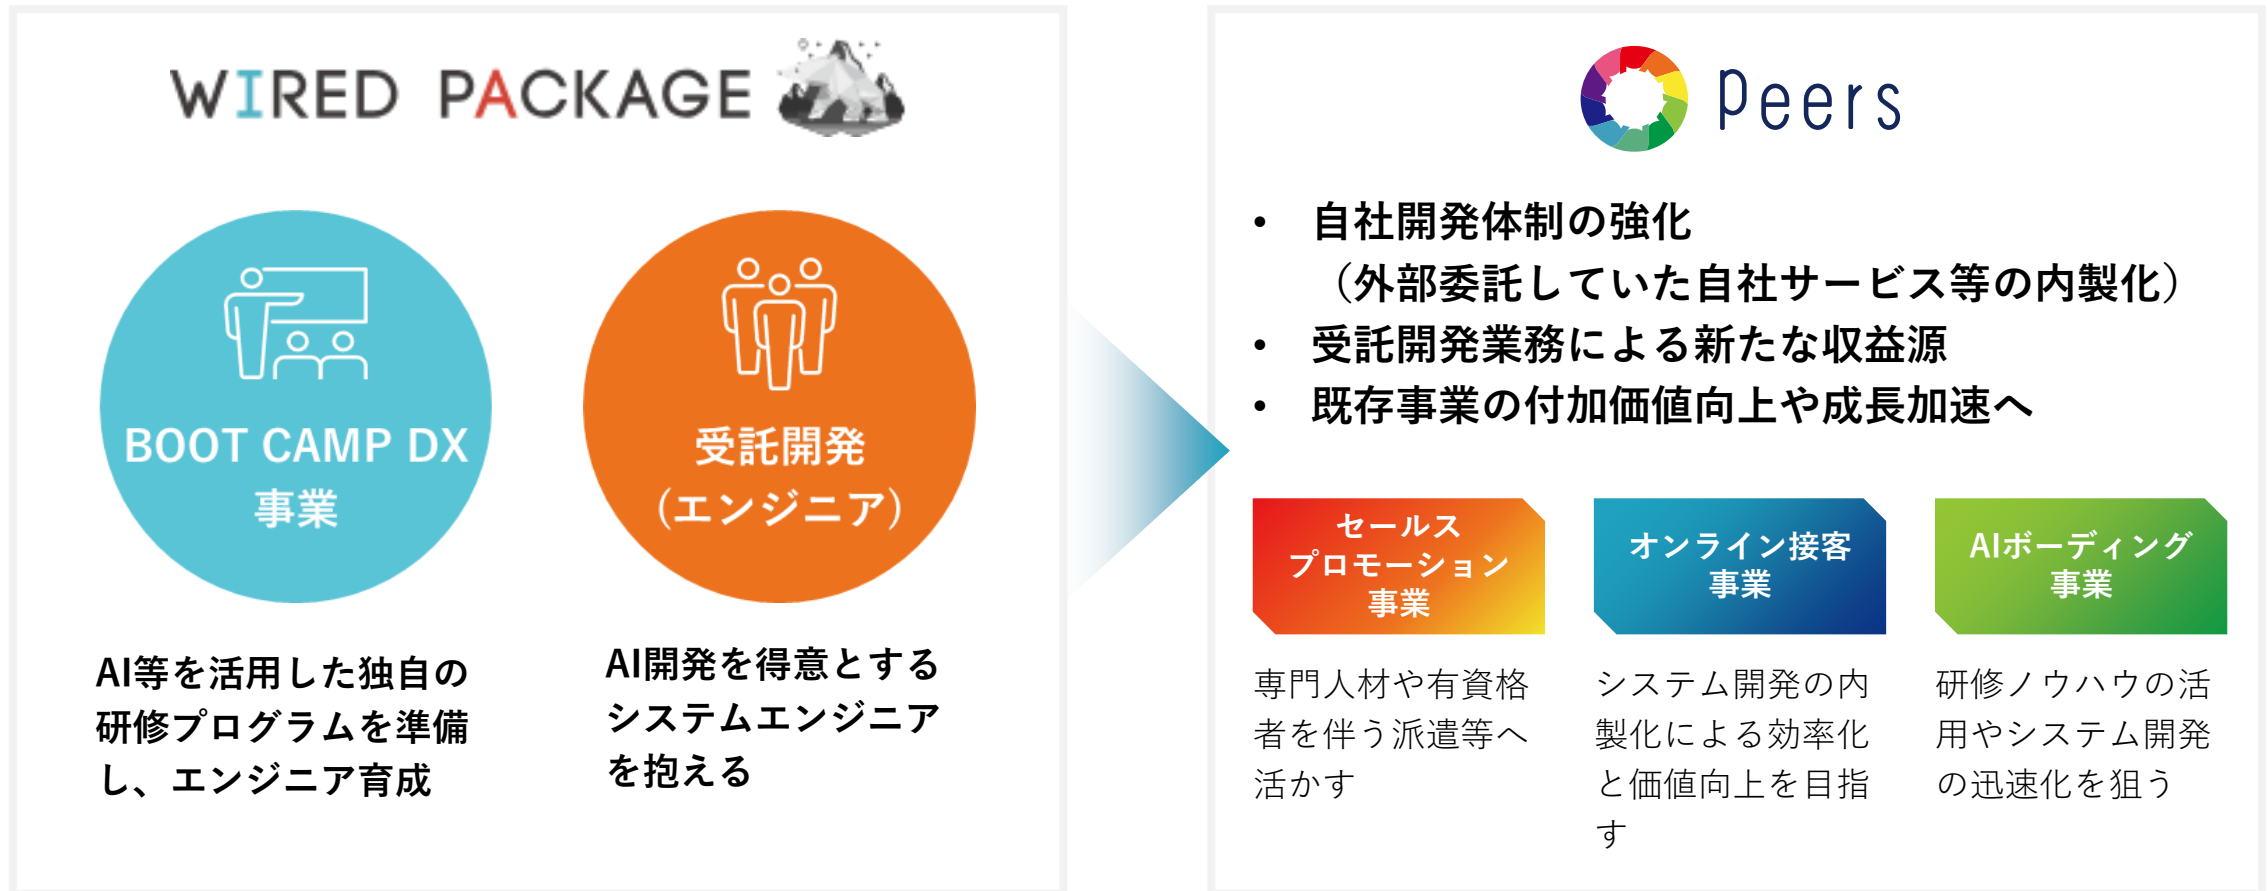 WIRED PACKAGE
BOOT CAMP DX
事業
受託開発
(エンジニア)
AI等を活用した独自の
研修プログラムを準備
し、エンジニア育成
AI開発を得意とする
システムエンジニア
を抱える
Peers
• 自社開発体制の強化
（外部委託していた自社サービス等の内製化）
• 受託開発業務による新たな収益源
• 既存事業の付加価値向上や成長加速へ
セールス
プロモーション
事業
専門人材や有資格
者を伴う派遣等へ
活かす
オンライン接客
事業
システム開発の内
製化による効率化
と価値向上を目指
す
AIボーディング
事業
研修ノウハウの活
用やシステム開発
の迅速化を狙う